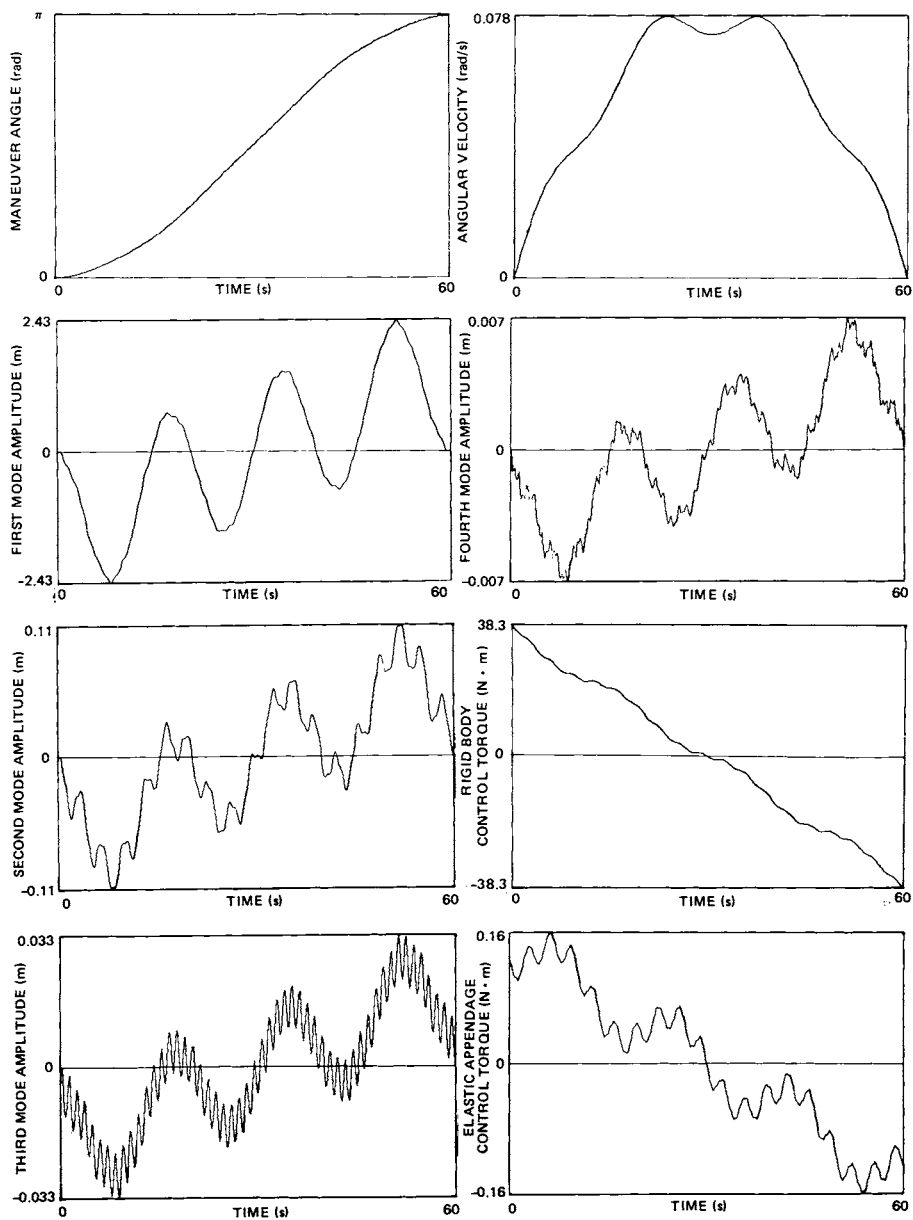 π
MANEUVER ANGLE (rad)
0
0
TIME (s)
60
0.078
ANGULAR VELOCITY (rad/s)
0
0
TIME (s)
60
2.43
FIRST MODE AMPLITUDE (m)
0
-2.43
0
TIME (s)
60
0.007
FOURTH MODE AMPLITUDE (m)
0
-0.007
0
TIME (s)
60
0.11
SECOND MODE AMPLITUDE (m)
0
-0.11
0
TIME (s)
60
38.3
RIGID BODY
CONTROL TORQUE (N · m)
0
-38.3
0
TIME (s)
60
0.033
THIRD MODE AMPLITUDE (m)
0
-0.033
0
TIME (s)
60
0.16
ELASTIC APPENDAGE
CONTROL TORQUE (N · m)
0
-0.16
0
TIME (s)
60